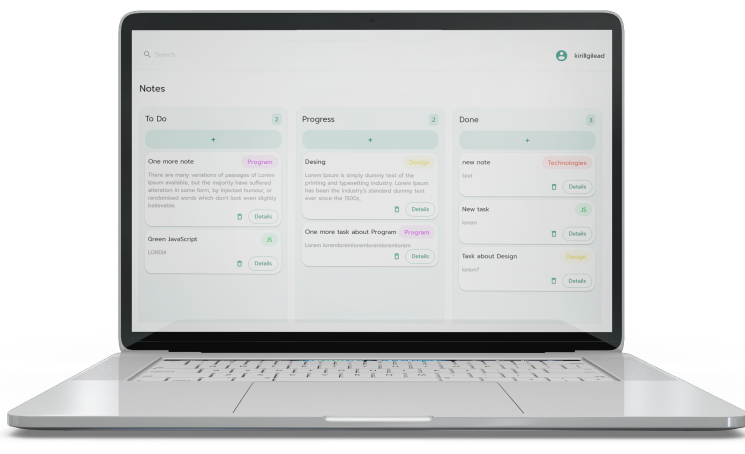 Search...
kirillgilead
Notes
To Do
2
+
One more note
Program
There are many variations of passages of Lorem
Ipsum available, but the majority have suffered
alteration in some form, by injected humour, or
randomised words which don't look even slightly
believable.
Details
Green JavaScript
JS
LOREM
Details
Progress
2
+
Desing
Design
Lorem Ipsum is simply dummy text of the
printing and typesetting industry. Lorem Ipsum
has been the industry's standard dummy text
ever since the 1500s,
Details
One more task about Program
Program
Lorem loremloremloremloremloremlorem
Details
Done
3
+
new note
Technologies
text
Details
New task
JS
lorem
Details
Task about Design
Design
lorem?
Details